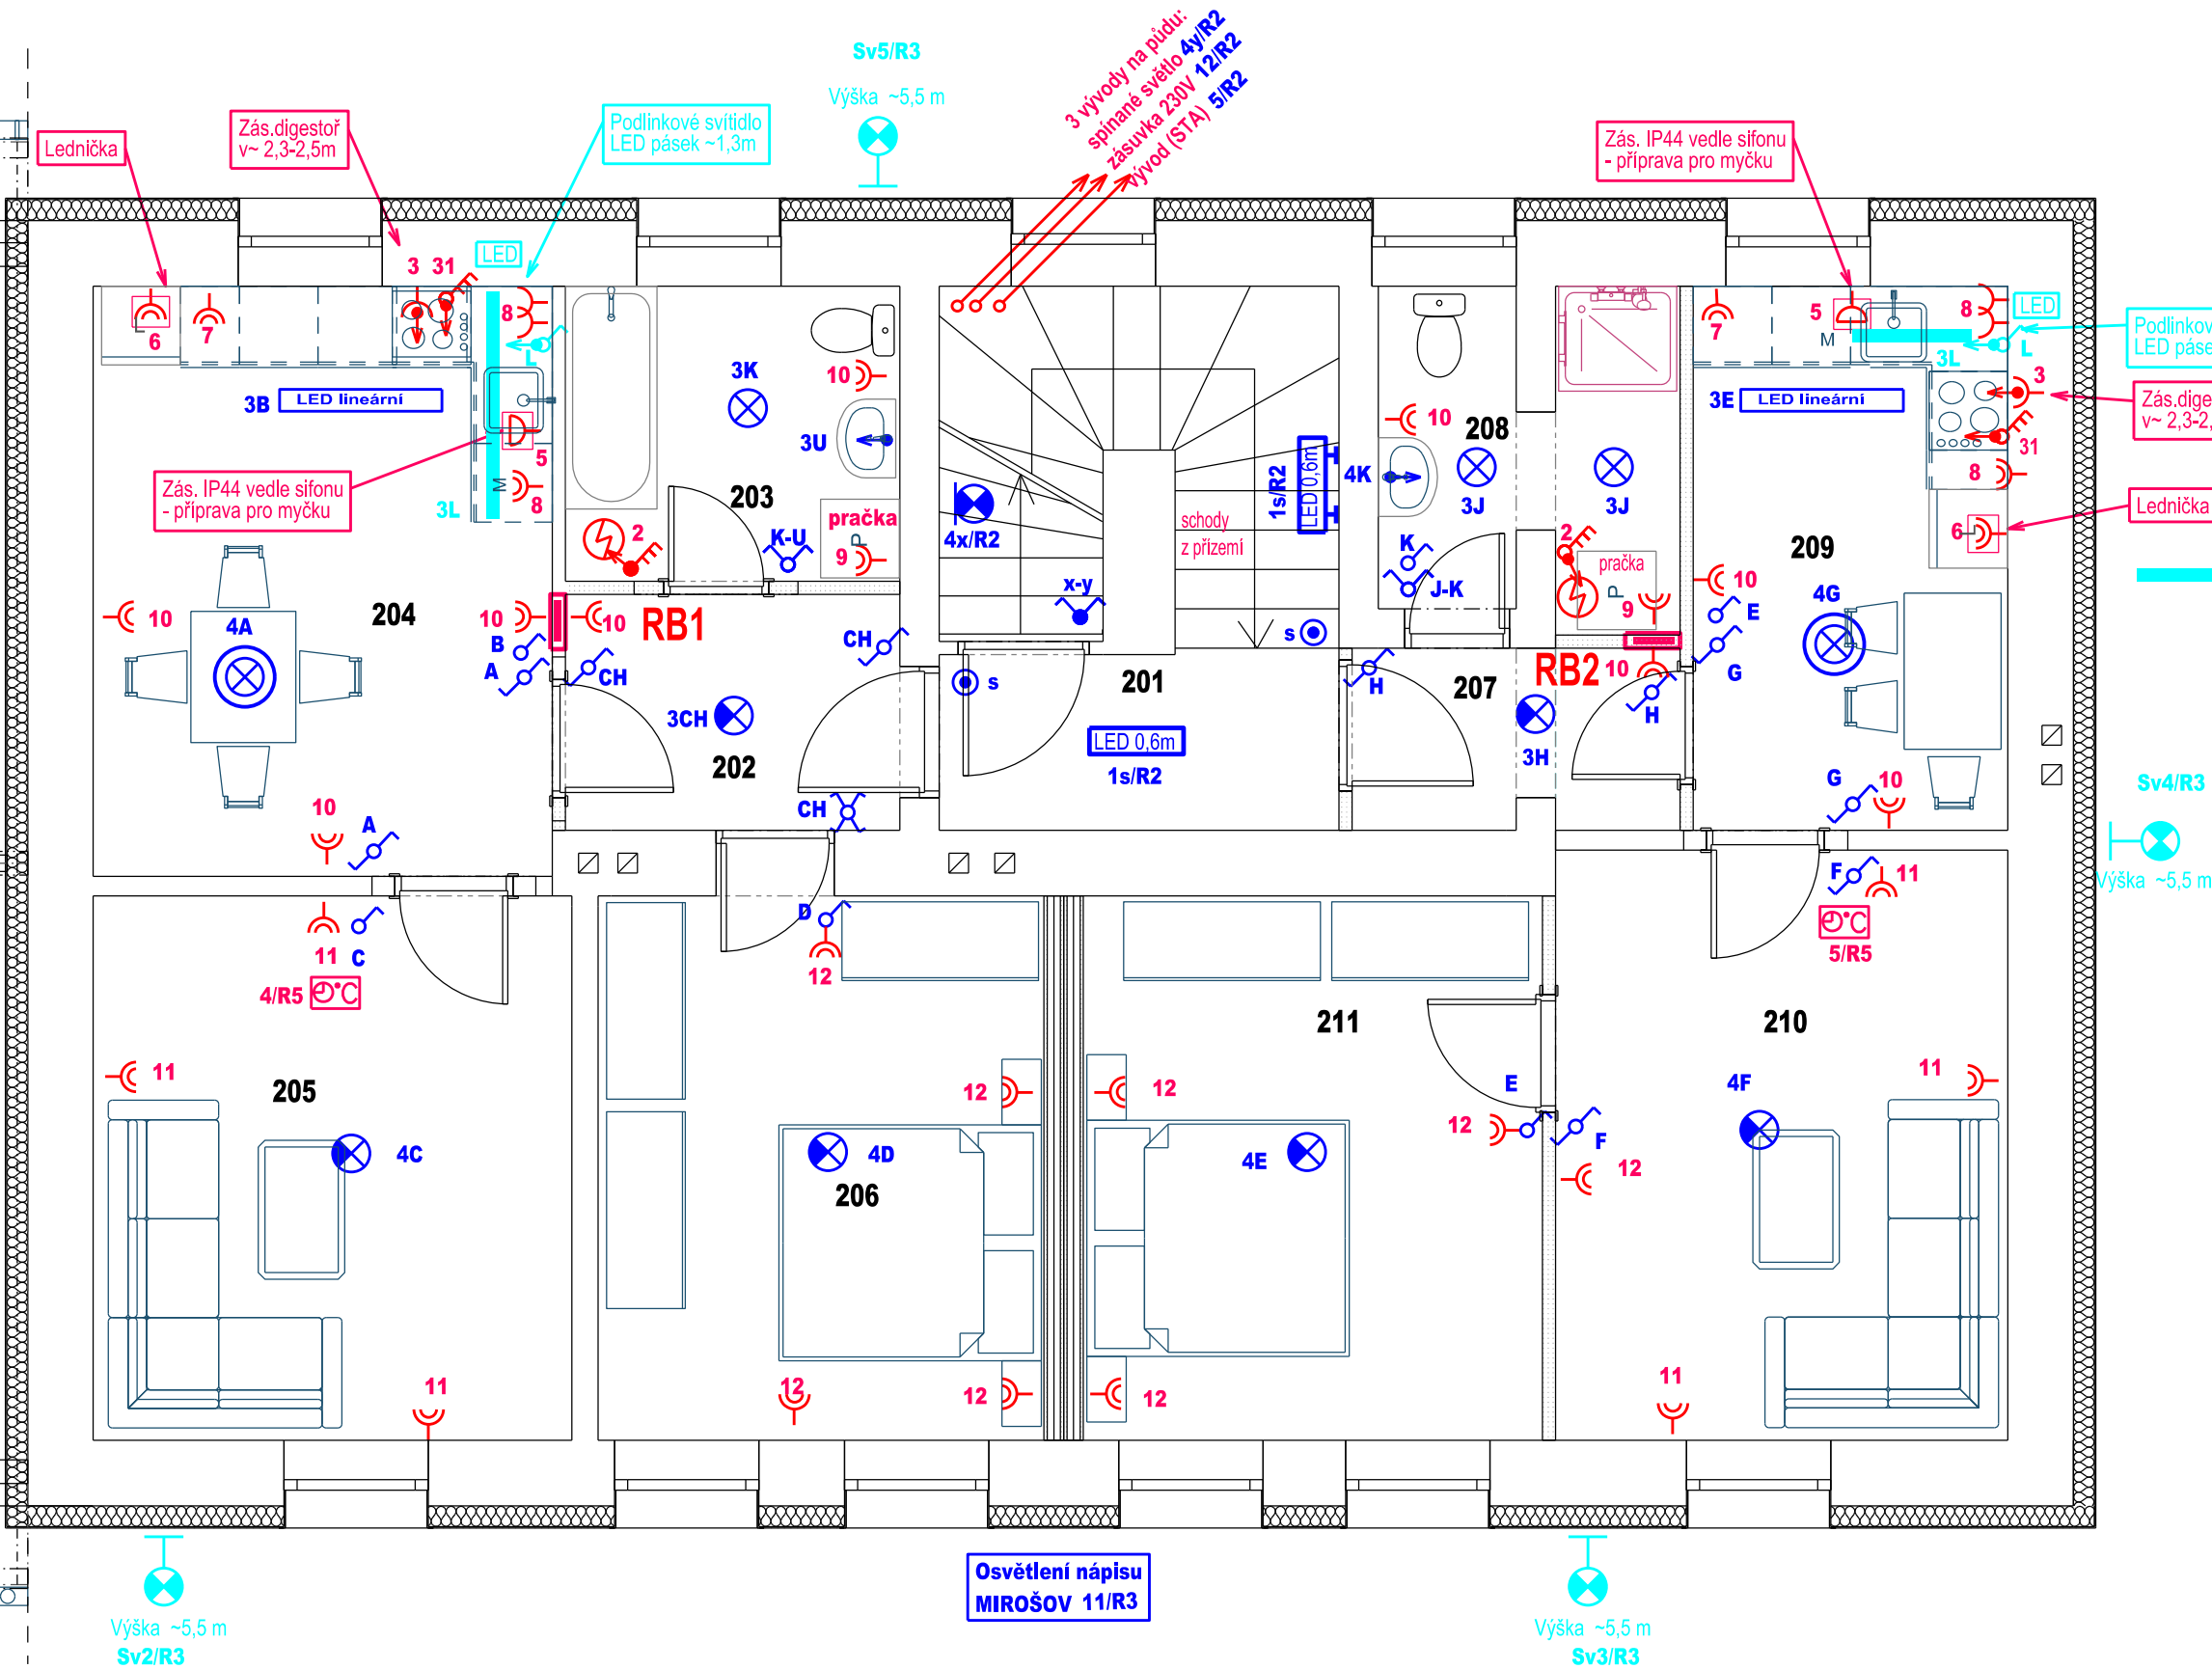 Sv5/R3
Výška ~5,5 m
3 vývody na půdu:
spínané světlo 4y/R2
zásuvka 230V 12/R2
vývod (STA) 5/R2
Lednička
Zás.digestoř
v~ 2,3-2,5m
Podlinkové svítidlo
LED pásek ~1,3m
Zás. IP44 vedle sifonu
- příprava pro myčku
3 31
LED
6
7
8
L
3B
LED lineární
5
M
8
3L
Zás. IP44 vedle sifonu
- příprava pro myčku
3K
10
3U
203
pračka
P
9
K-U
2
4x/R2
x-y
schody
z přízemí
1s/R2
LED 0,6m
s
10
208
4K
3J
3J
K
J-K
2
pračka
P
9
7
5
M
8
LED
L
3L
Podlinkov
LED páse
3E
LED lineární
3
Zás.dige
v~ 2,3-2,
31
8
Lednička
6
209
10
E
4G
G
10
204
4A
10
B
A
10
RB1
CH
CH
3CH
202
CH
s
201
LED 0,6m
1s/R2
H
207
RB2
10
H
3H
G
10
Sv4/R3
Výška ~5,5 m
10
A
11
C
4/R5
°C
D
12
F
11
°C
5/R5
211
210
11
205
12
12
E
12
F
12
4F
11
4C
4D
206
4E
11
12
12
12
11
Osvětlení nápisu
MIROŠOV 11/R3
Výška ~5,5 m
Sv2/R3
Výška ~5,5 m
Sv3/R3